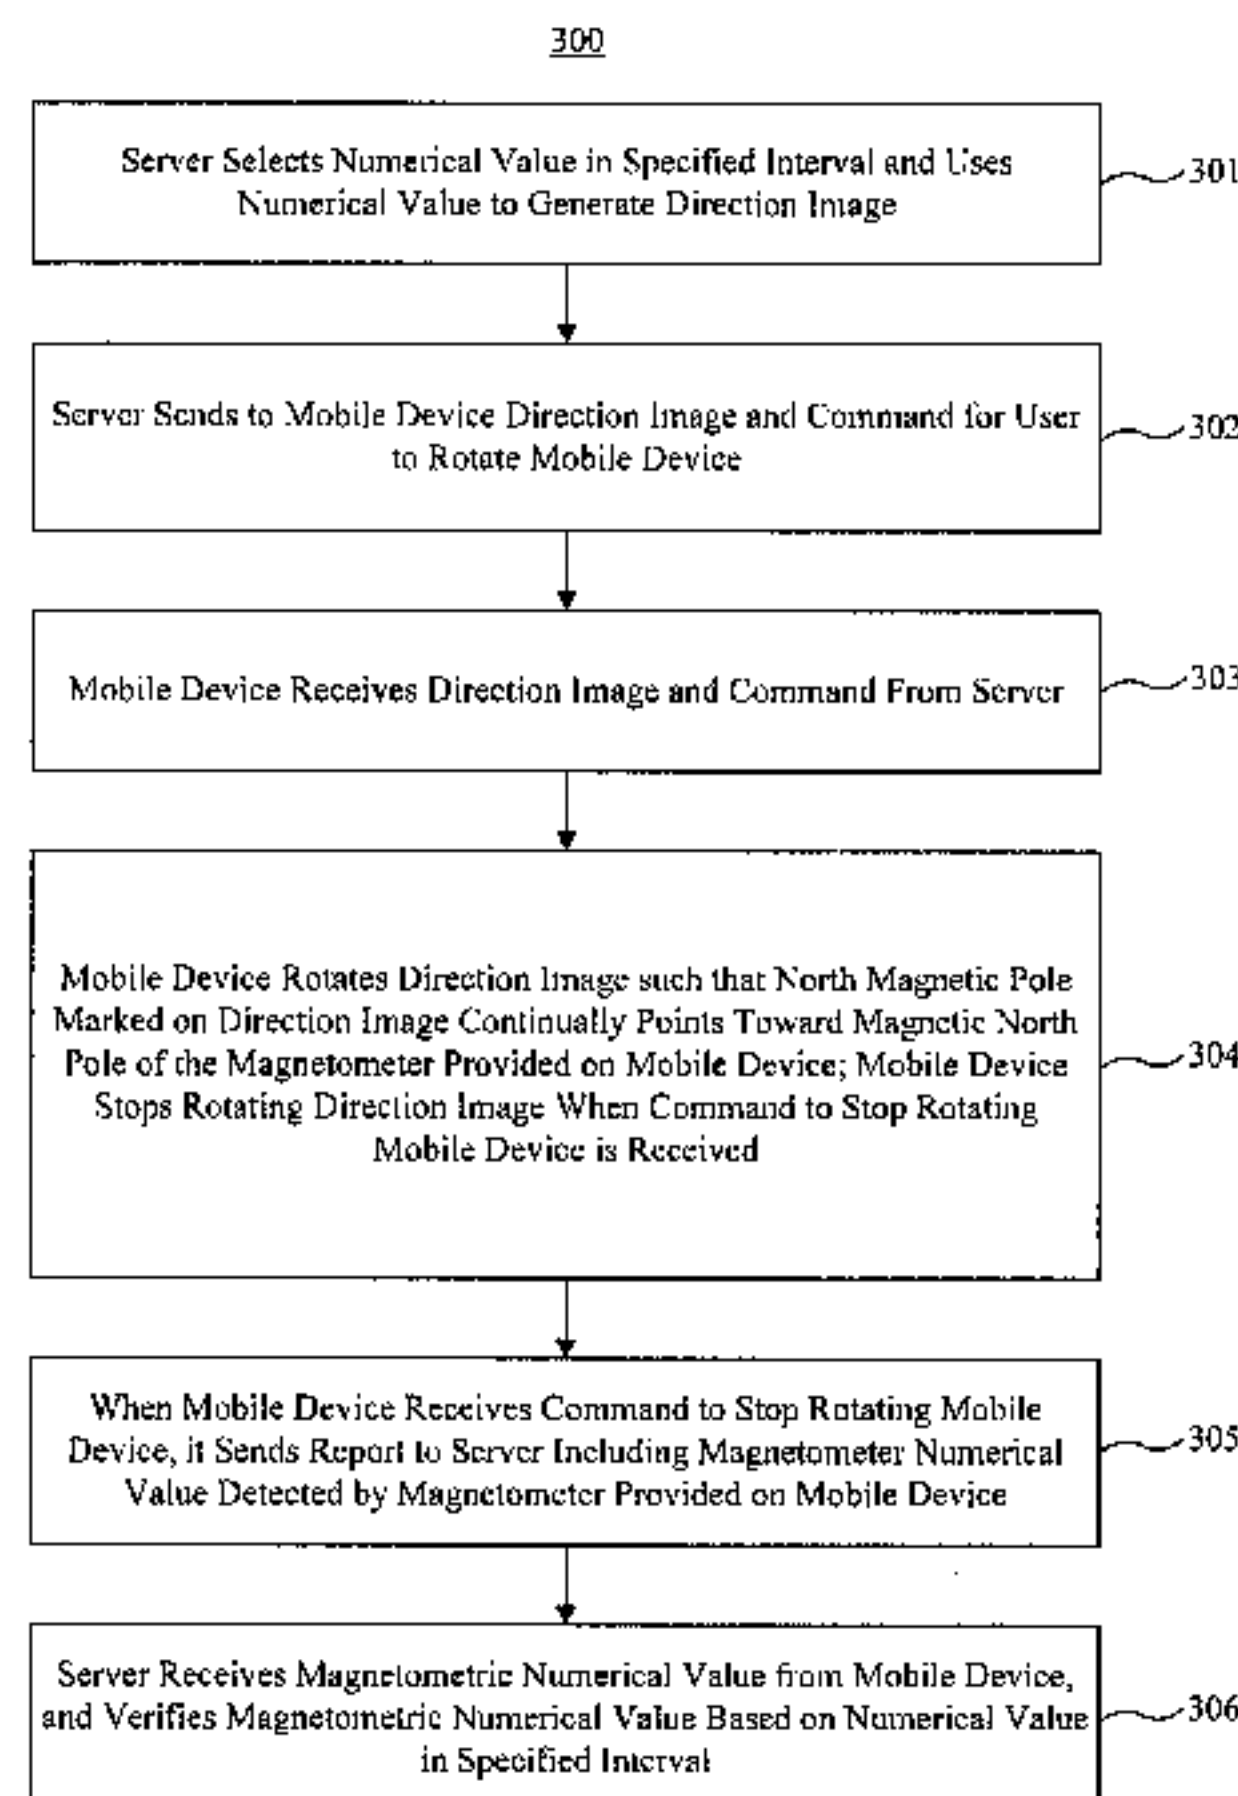 300
Server Selects Numerical Value in Specified Interval and Uses
Numerical Value to Generate Direction Image
301
Server Sends to Mobile Device Direction Image and Command for User
to Rotate Mobile Device
302
Mobile Device Receives Direction Image and Command From Server
303
Mobile Device Rotates Direction Image such that North Magnetic Pole
Marked on Direction Image Continually Points Toward Magnetic North
Pole of the Magnetometer Provided on Mobile Device; Mobile Device
Stops Rotating Direction Image When Command to Stop Rotating
Mobile Device is Received
304
When Mobile Device Receives Command to Stop Rotating Mobile
Device, it Sends Report to Server Including Magnetometer Numerical
Value Detected by Magnetometer Provided on Mobile Device
305
Server Receives Magnetometric Numerical Value from Mobile Device,
and Verifies Magnetometric Numerical Value Based on Numerical Value
in Specified Interval
306